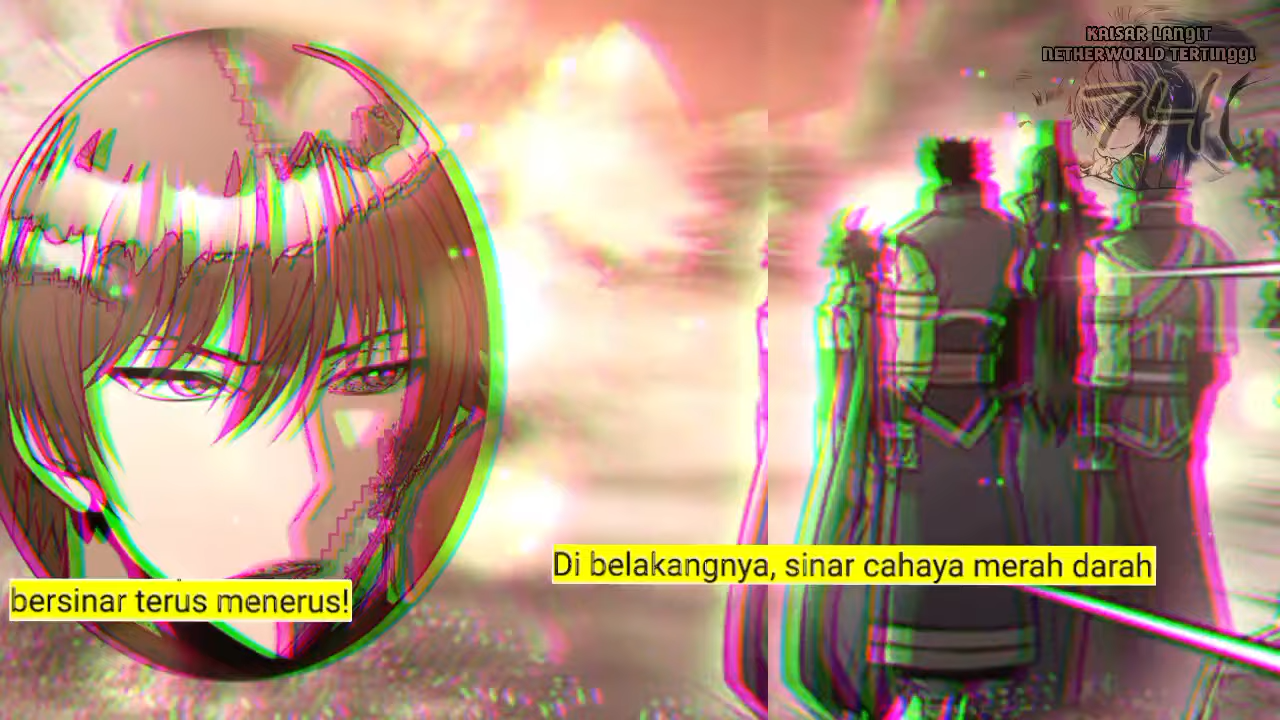 KAISAR LANGIT
NETHERWORLD TERTINGGI
Di belakangnya, sinar cahaya merah darah
bersinar terus menerus!